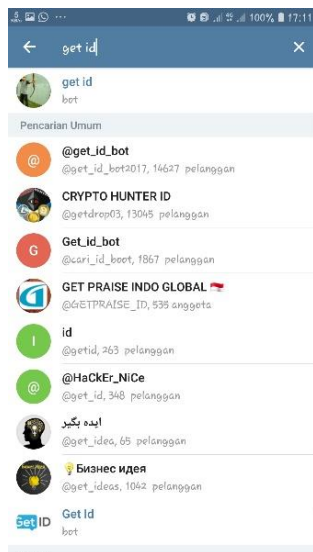 100% 17:11
get id
get id
bot
Pencarian Umum
@
@get_id_bot
@get_id_bot2017, 14627 pelanggan
CRYPTO HUNTER ID
@getdrop03, 13045 pelanggan
G
Get_id_bot
@cari_id_boot, 1867 pelanggan
GET PRAISE INDO GLOBAL 🇮🇩
@GETPRAISE_ID, 535 anggota
I
id
@getid, 263 pelanggan
@
@HaCkEr_NiCe
@get_id, 348 pelanggan
ایده بگیر
@get_idea, 65 pelanggan
💡Бизнес идея
@get_ideas, 1042 pelanggan
Get ID
Get Id
bot